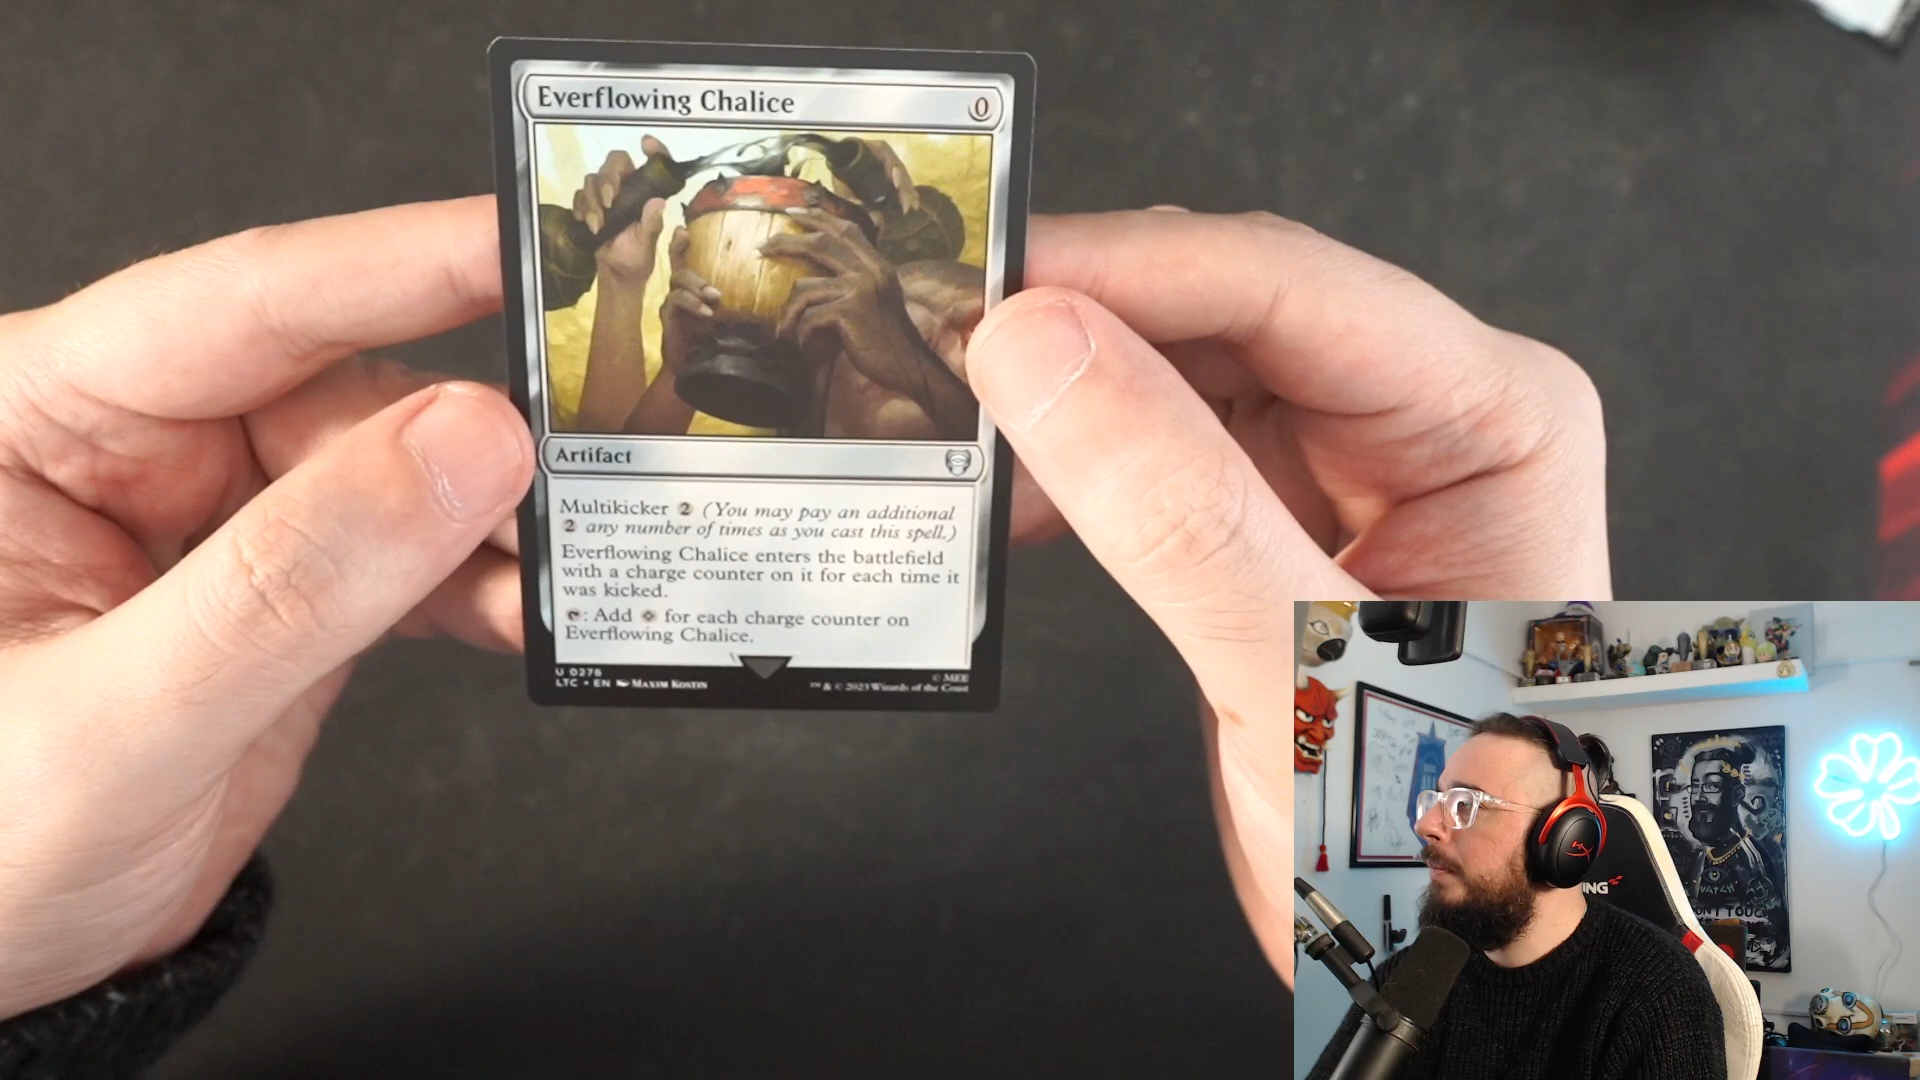 Everflowing Chalice 0
Artifact
Multikicker 2 (You may pay an additional
2 any number of times as you cast this spell.)
Everflowing Chalice enters the battlefield
with a charge counter on it for each time it
was kicked.
: Add for each charge counter on
Everflowing Chalice.
U 0278
LTC • EN MAXIM KOSTIN
© MEE
™ & © 2023 Wizards of the Coast
HX
ING
WATCH